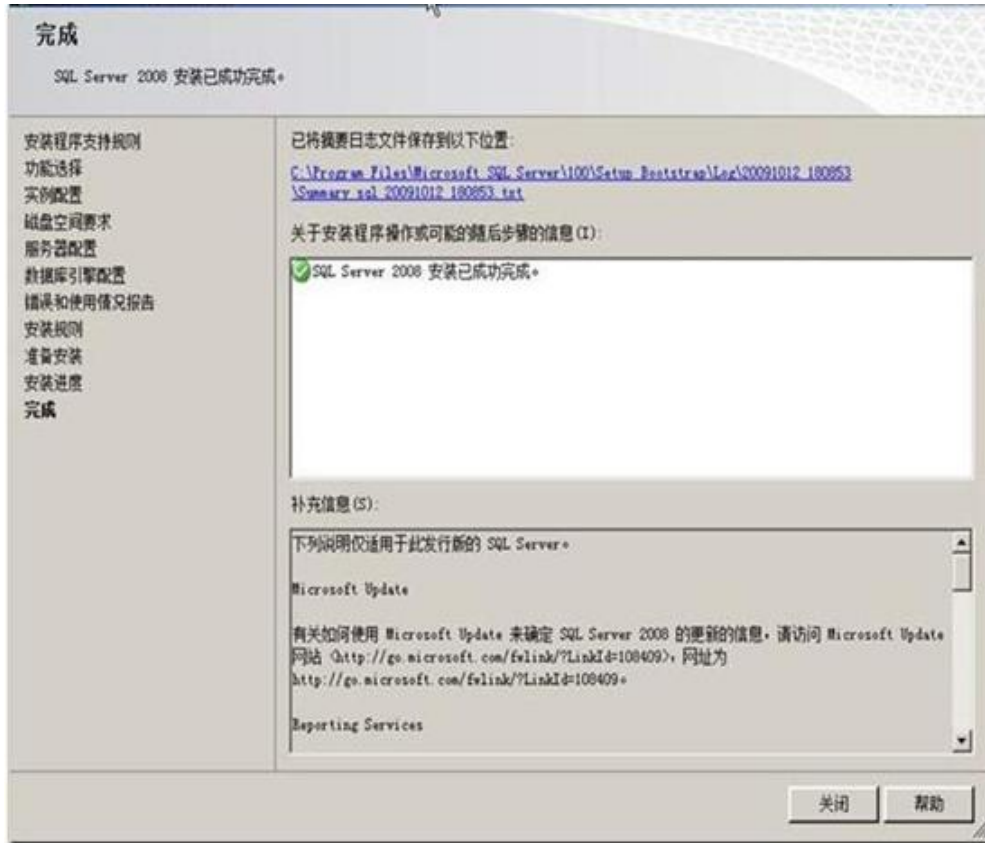 完成
SQL Server 2008 安装已成功完成。
安装程序支持规则
功能选择
实例配置
磁盘空间要求
服务器配置
数据库引擎配置
错误和使用情况报告
安装规则
准备安装
安装进度
完成
已将摘要日志文件保存到以下位置:
C:\Program Files\Microsoft SQL Server\100\Setup Bootstrap\Log\20091012_180853
\Summary_sql_20091012_180853.txt
关于安装程序操作或可能的随后步骤的信息(I):
SQL Server 2008 安装已成功完成。
补充信息(S):
下列说明仅适用于此发行版的 SQL Server。
Microsoft Update
有关如何使用 Microsoft Update 来确定 SQL Server 2008 的更新的信息，请访问 Microsoft Update
网站 <http://go.microsoft.com/fwlink/?LinkId=108409>，网址为
http://go.microsoft.com/fwlink/?LinkId=108409。
Reporting Services
关闭
帮助